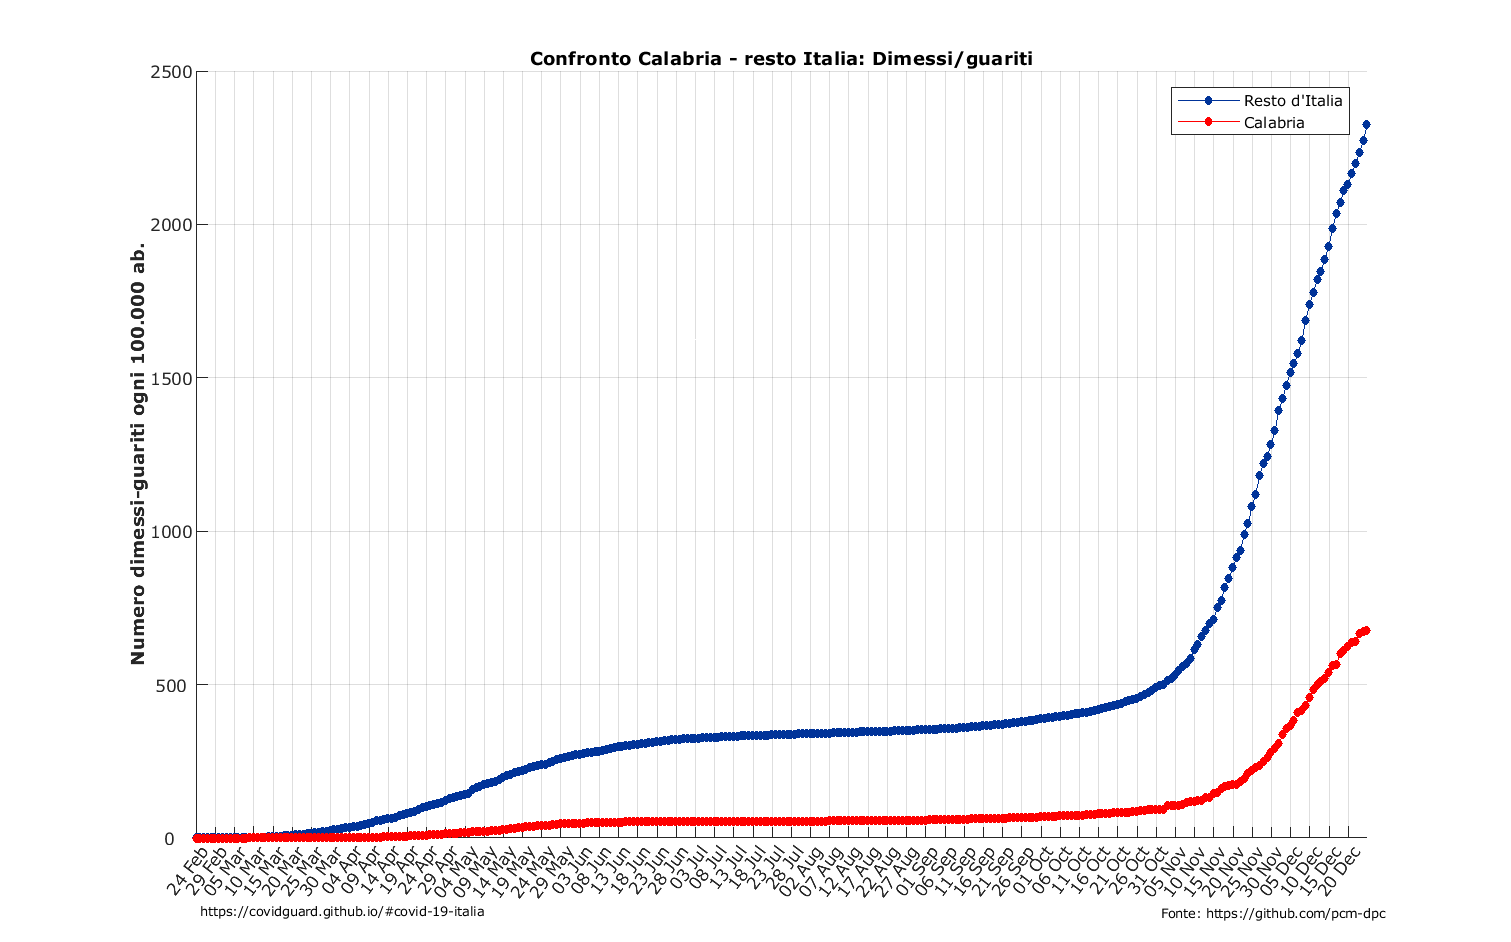 Confronto Calabria - resto Italia: Dimessi/guariti
Resto d'Italia
Calabria
Numero dimessi-guariti ogni 100.000 ab.
2500
2000
1500
1000
500
0
24 Feb
29 Feb
05 Mar
10 Mar
15 Mar
20 Mar
25 Mar
30 Mar
04 Apr
09 Apr
14 Apr
19 Apr
24 Apr
29 Apr
04 May
09 May
14 May
19 May
24 May
29 May
03 Jun
08 Jun
13 Jun
18 Jun
23 Jun
28 Jun
03 Jul
08 Jul
13 Jul
18 Jul
23 Jul
28 Jul
02 Aug
07 Aug
12 Aug
17 Aug
22 Aug
27 Aug
01 Sep
06 Sep
11 Sep
16 Sep
21 Sep
26 Sep
01 Oct
06 Oct
11 Oct
16 Oct
21 Oct
26 Oct
31 Oct
05 Nov
10 Nov
15 Nov
20 Nov
25 Nov
30 Nov
05 Dec
10 Dec
15 Dec
20 Dec
https://covidguard.github.io/#covid-19-italia
Fonte: https://github.com/pcm-dpc